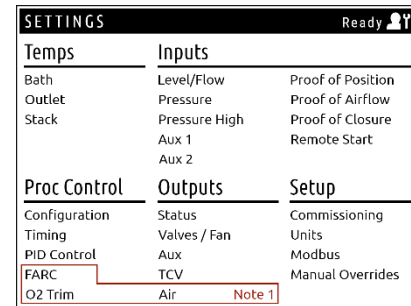 SETTINGS Ready
Temps
Bath
Outlet
Stack
Inputs
Level/Flow
Pressure
Pressure High
Aux 1
Aux 2
Proof of Position
Proof of Airflow
Proof of Closure
Remote Start
Proc Control
Configuration
Timing
PID Control
FARC
O2 Trim
Outputs
Status
Valves / Fan
Aux
TCV
Air Note 1
Setup
Commissioning
Units
Modbus
Manual Overrides